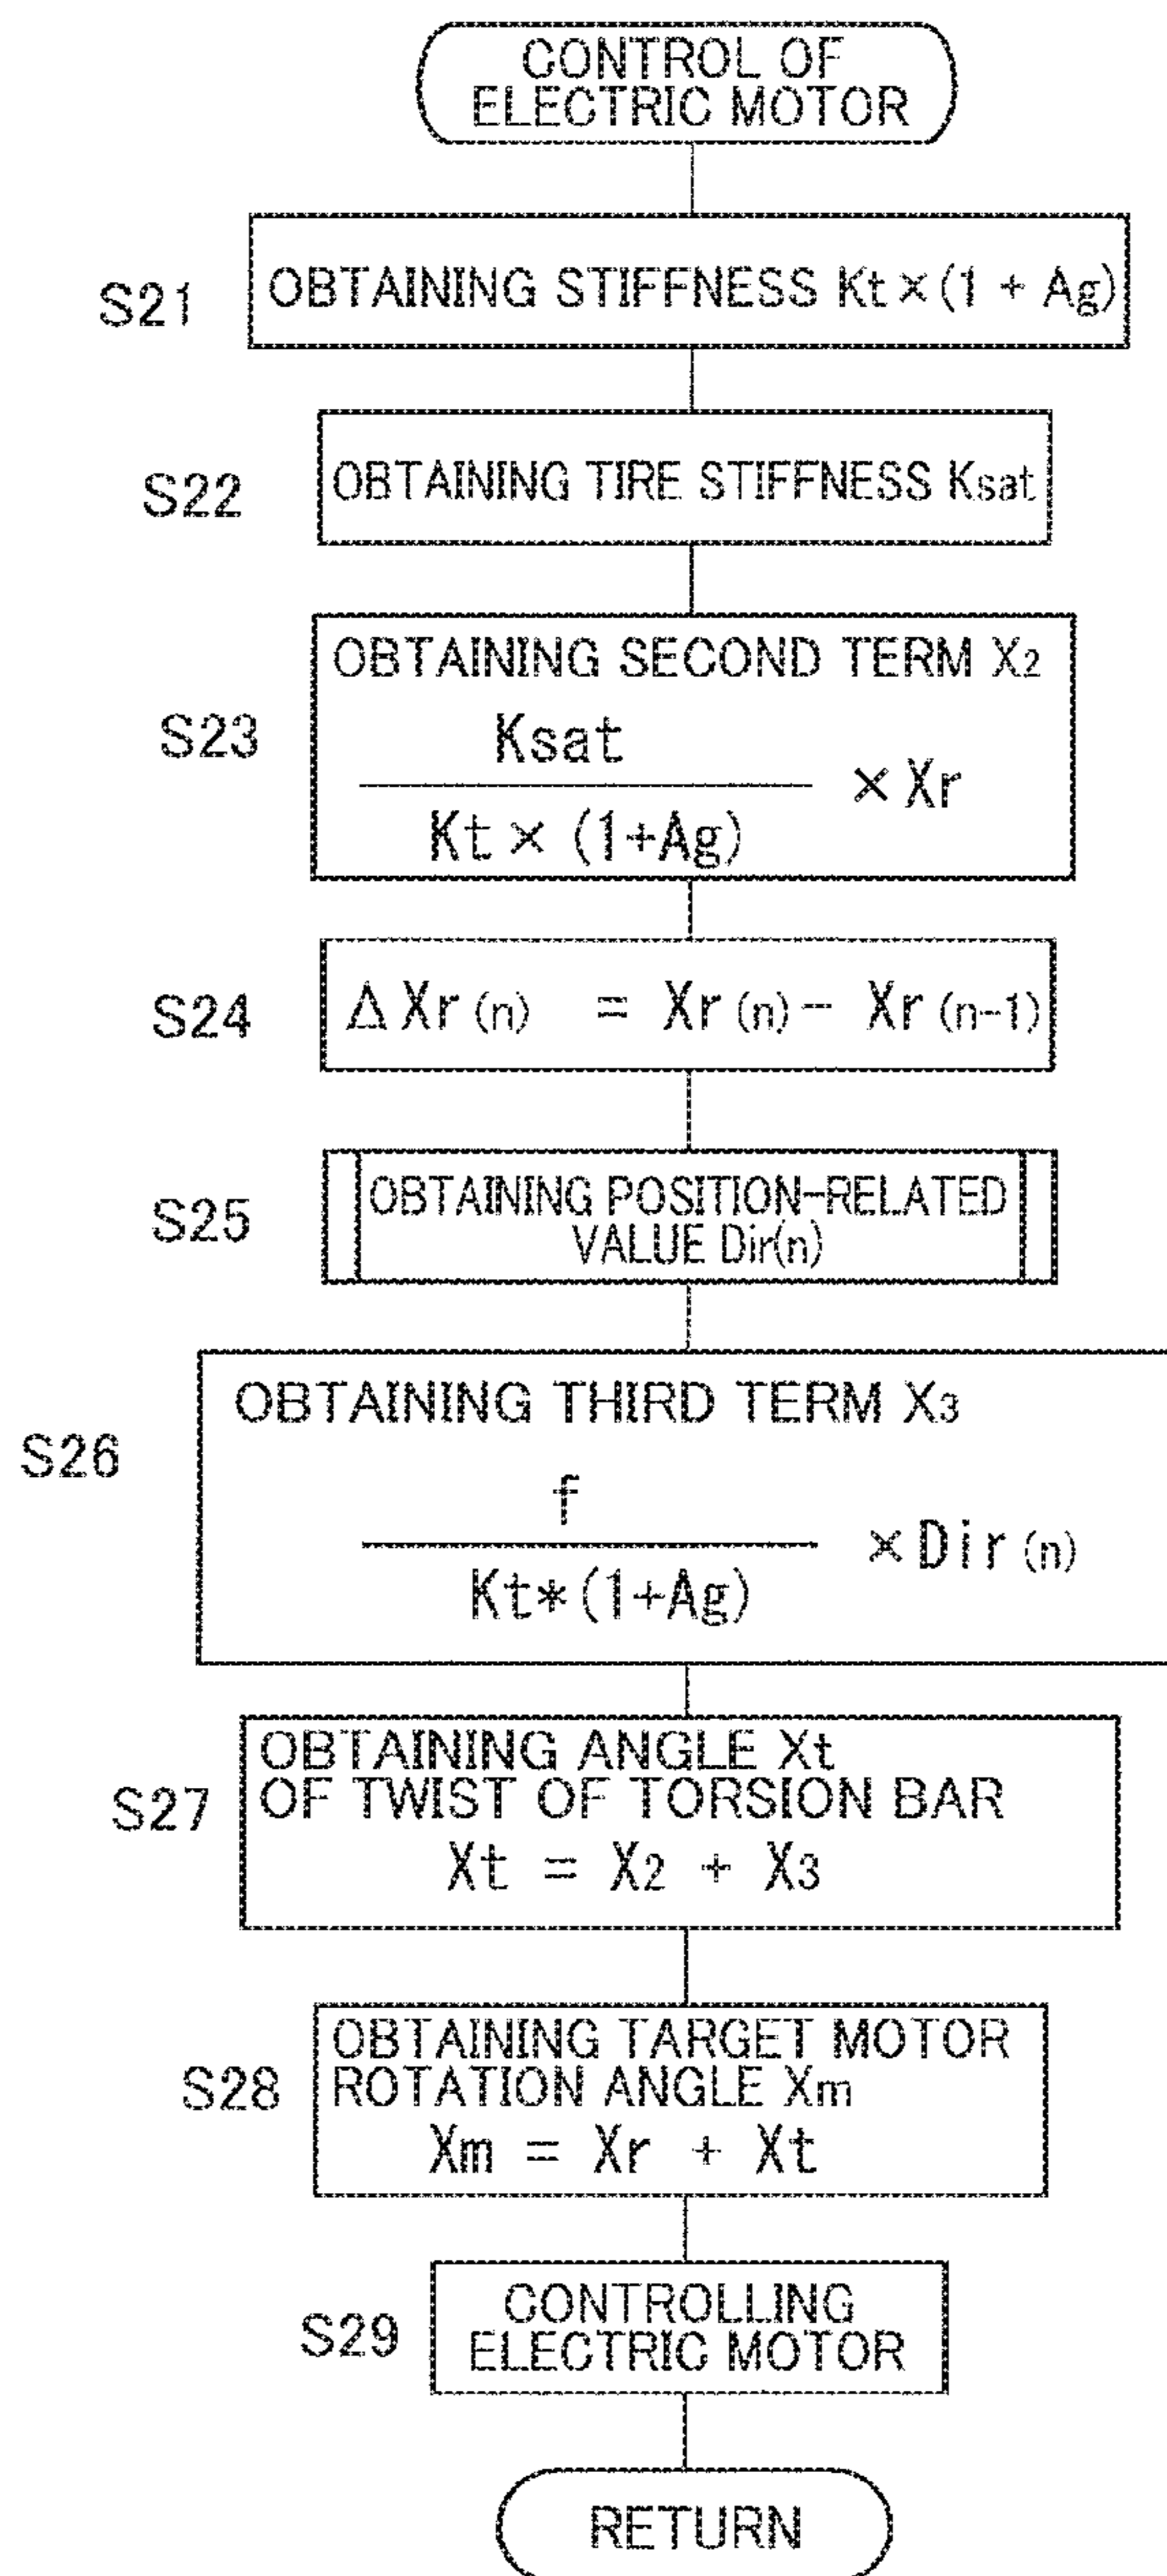 CONTROL OF
ELECTRIC MOTOR
S21
OBTAINING STIFFNESS Kt×(1 + Ag)
S22
OBTAINING TIRE STIFFNESS Ksat
S23
OBTAINING SECOND TERM X2
Ksat
× Xr
Kt × (1+Ag)
S24
Δ Xr (n) = Xr (n) - Xr (n-1)
S25
OBTAINING POSITION-RELATED
VALUE Dir(n)
S26
OBTAINING THIRD TERM X3
f
× Dir (n)
Kt*(1+Ag)
S27
OBTAINING ANGLE Xt
OF TWIST OF TORSION BAR
Xt = X2 + X3
S28
OBTAINING TARGET MOTOR
ROTATION ANGLE Xm
Xm = Xr + Xt
S29
CONTROLLING
ELECTRIC MOTOR
RETURN